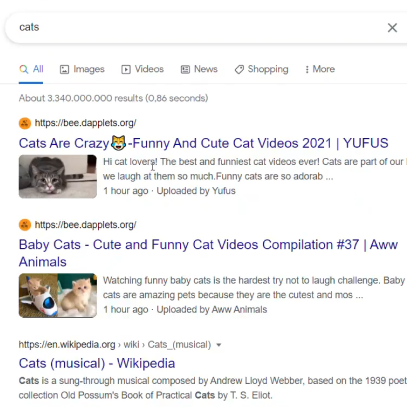 cats
All Images Videos News Shopping More
About 3.340.000.000 results (0,86 seconds)
https://bee.dapplets.org/
Cats Are Crazy😹-Funny And Cute Cat Videos 2021 | YUFUS
Hi cat lovers! The best and funniest cat videos ever! Cats are part of our
we laugh at them so much.Funny cats are so adorab ...
1 hour ago · Uploaded by Yufus
https://bee.dapplets.org/
Baby Cats - Cute and Funny Cat Videos Compilation #37 | Aww
Animals
Watching funny baby cats is the hardest try not to laugh challenge. Baby
cats are amazing pets because they are the cutest and mos ...
1 hour ago · Uploaded by Aww Animals
https://en.wikipedia.org › wiki › Cats_(musical)
Cats (musical) - Wikipedia
Cats is a sung-through musical composed by Andrew Lloyd Webber, based on the 1939 poet
collection Old Possum's Book of Practical Cats by T. S. Eliot.